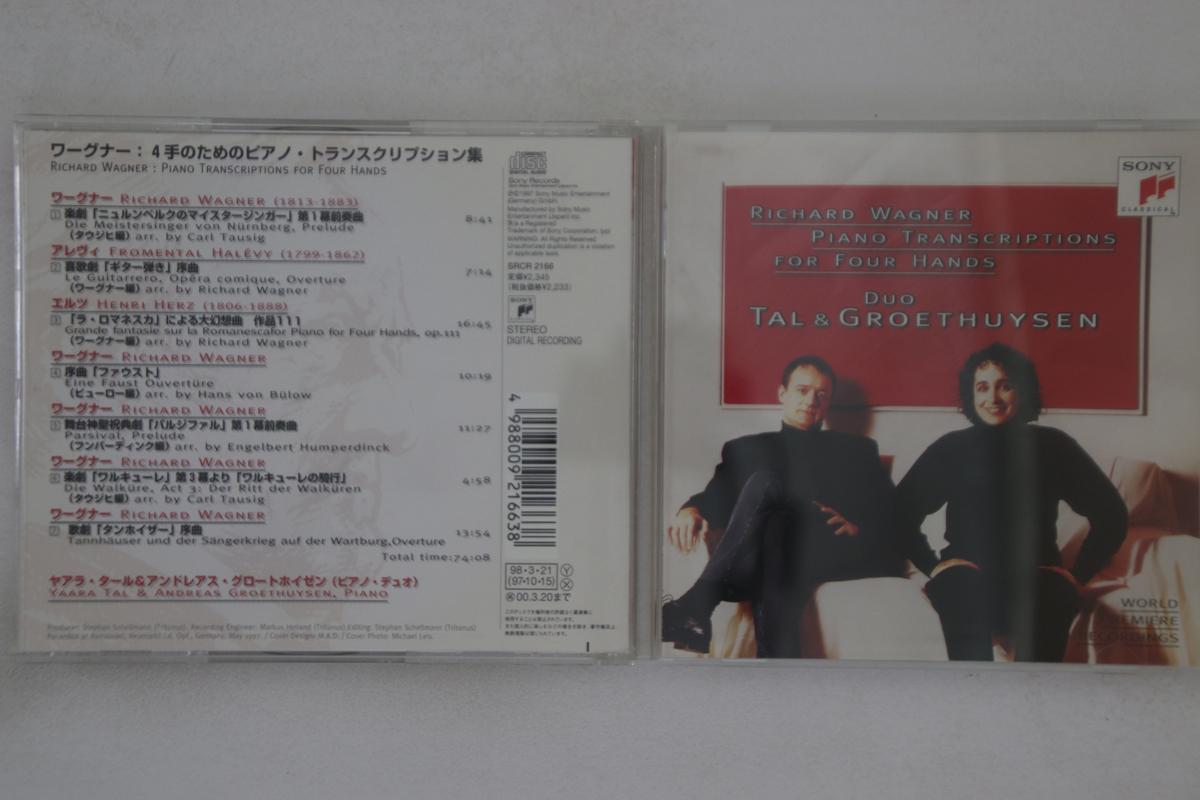 ワーグナー：4手のためのピアノ・トランスクリプション集
RICHARD WAGNER : PIANO TRANSCRIPTIONS FOR FOUR HANDS
ワーグナー RICHARD WAGNER (1813-1883)
1 楽劇「ニュルンベルクのマイスタージンガー」第1幕前奏曲 8:41
Die Meistersinger von Nürnberg, Prelude
（タウジヒ編）arr. by Carl Tausig
アレヴィ FROMENTAL HALÉVY (1799-1862)
2 喜歌劇「ギター弾き」序曲 7:14
Le Guitarrero, Opéra comique, Overture
（ワーグナー編）arr. by Richard Wagner
エルツ HENRI HERZ (1806-1888)
3 「ラ・ロマネスカ」による大幻想曲 作品111 16:45
Grande fantasie sur la Romanescafor Piano for Four Hands, op.111
（ワーグナー編）arr. by Richard Wagner
ワーグナー RICHARD WAGNER
4 序曲「ファウスト」 10:19
Eine Faust Ouvertüre
（ビューロー編）arr. by Hans von Bülow
ワーグナー RICHARD WAGNER
5 舞台神聖祝典劇「パルジファル」第1幕前奏曲 11:27
Parsival, Prelude
（フンパーディンク編）arr. by Engelbert Humperdinck
ワーグナー RICHARD WAGNER
6 楽劇「ワルキューレ」第3幕より「ワルキューレの騎行」 4:58
Die Walküre, Act 3: Der Ritt der Walküren
（タウジヒ編）arr. by Carl Tausig
ワーグナー RICHARD WAGNER
7 歌劇「タンホイザー」序曲 13:54
Tannhäuser und der Sängerkrieg auf der Wartburg,Overture
Total time:74:08
ヤアラ・タール&アンドレアス・グロートホイゼン（ピアノ・デュオ）
YAARA TAL & ANDREAS GROETHUYSEN, PIANO
COMPACT
disc
DIGITAL AUDIO
Sony Records
SRCR 2166
定価¥2,345
（税抜価格¥2,233）
SONY
STEREO
DIGITAL RECORDING
4 988009 216638
98・3・21
(97・10・15)
Y
X
00.3.20まで
SONY
CLASSICAL
RICHARD WAGNER
PIANO TRANSCRIPTIONS
FOR FOUR HANDS
DUO
TAL & GROETHUYSEN
WORLD
PREMIERE
RECORDINGS